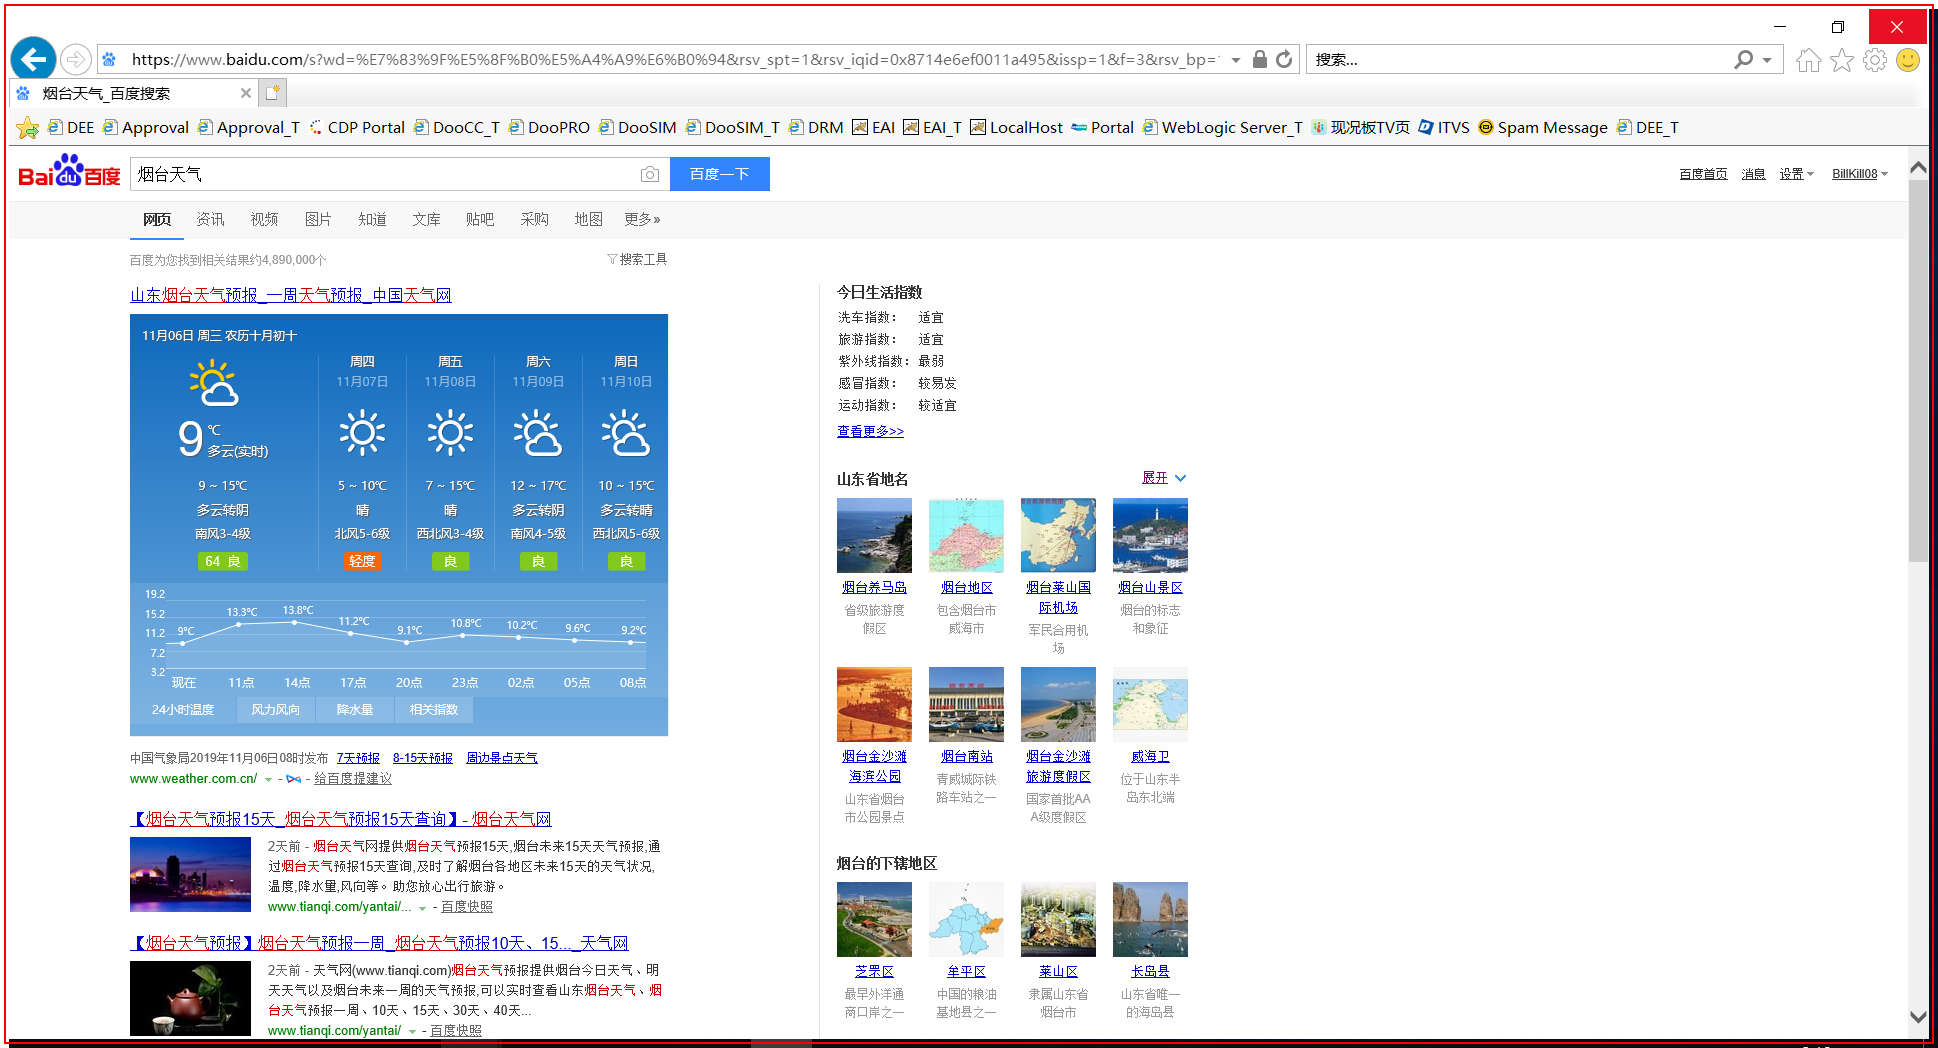 https://www.baidu.com/s?wd=%E7%83%9F%E5%8F%B0%E5%A4%A9%E6%B0%94&rsv_spt=1&rsv_iqid=0x8714e6ef0011a495&issp=1&f=3&rsv_bp=
搜索...
烟台天气_百度搜索
DEE Approval Approval_T CDP Portal DooCC_T DooPRO DooSIM DooSIM_T DRM EAI EAI_T LocalHost Portal WebLogic Server_T 现况板TV页 ITVS Spam Message DEE_T
Bai du 百度 烟台天气 百度一下 百度首页 消息 设置 BillKill08
网页 资讯 视频 图片 知道 文库 贴吧 采购 地图 更多»
百度为您找到相关结果约4,890,000个 搜索工具
山东烟台天气预报_一周天气预报_中国天气网
11月06日 周三 农历十月初十
周四 周五 周六 周日
11月07日 11月08日 11月09日 11月10日
9 ℃
多云(实时)
9 ~ 15℃ 5 ~ 10℃ 7 ~ 15℃ 12 ~ 17℃ 10 ~ 15℃
多云转阴 晴 晴 多云转阴 多云转晴
南风3-4级 北风5-6级 西北风3-4级 南风4-5级 西北风5-6级
64 良 轻度 良 良 良
19.2
15.2
11.2
7.2
3.2
9℃ 13.3℃ 13.8℃ 11.2℃ 9.1℃ 10.8℃ 10.2℃ 9.6℃ 9.2℃
现在 11点 14点 17点 20点 23点 02点 05点 08点
24小时温度 风力风向 降水量 相关指数
中国气象局2019年11月06日08时发布 7天预报 8-15天预报 周边景点天气
www.weather.com.cn/ - - 给百度提建议
【烟台天气预报15天_烟台天气预报15天查询】- 烟台天气网
2天前 - 烟台天气网提供烟台天气预报15天,烟台未来15天天气预报,通
过烟台天气预报15天查询,及时了解烟台各地区未来15天的天气状况,
温度,降水量,风向等。助您放心出行旅游。
www.tianqi.com/yantai/... - 百度快照
【烟台天气预报】烟台天气预报一周_烟台天气预报10天、15..._天气网
2天前 - 天气网(www.tianqi.com)烟台天气预报提供烟台今日天气、明
天天气以及烟台未来一周的天气预报,可以实时查看山东烟台天气、烟
台天气预报一周、10天、15天、30天、40天...
www.tianqi.com/yantai/ - 百度快照
今日生活指数
洗车指数： 适宜
旅游指数： 适宜
紫外线指数： 最弱
感冒指数： 较易发
运动指数： 较适宜
查看更多>>
山东省地名 展开
烟台养马岛 烟台地区 烟台莱山国 烟台山景区
际机场
省级旅游度 包含烟台市 烟台的标志
假区 威海市 军民合用机 和象征
场
烟台金沙滩 烟台南站 烟台金沙滩 威海卫
海滨公园 旅游度假区
青威城际铁 位于山东半
路车站之一 岛东北端
山东省烟台 国家首批AA
市公园景点 A级度假区
烟台的下辖地区
芝罘区 牟平区 莱山区 长岛县
最早外洋通 中国的粮油 隶属山东省 山东省唯一
商口岸之一 基地县之一 烟台市 的海岛县